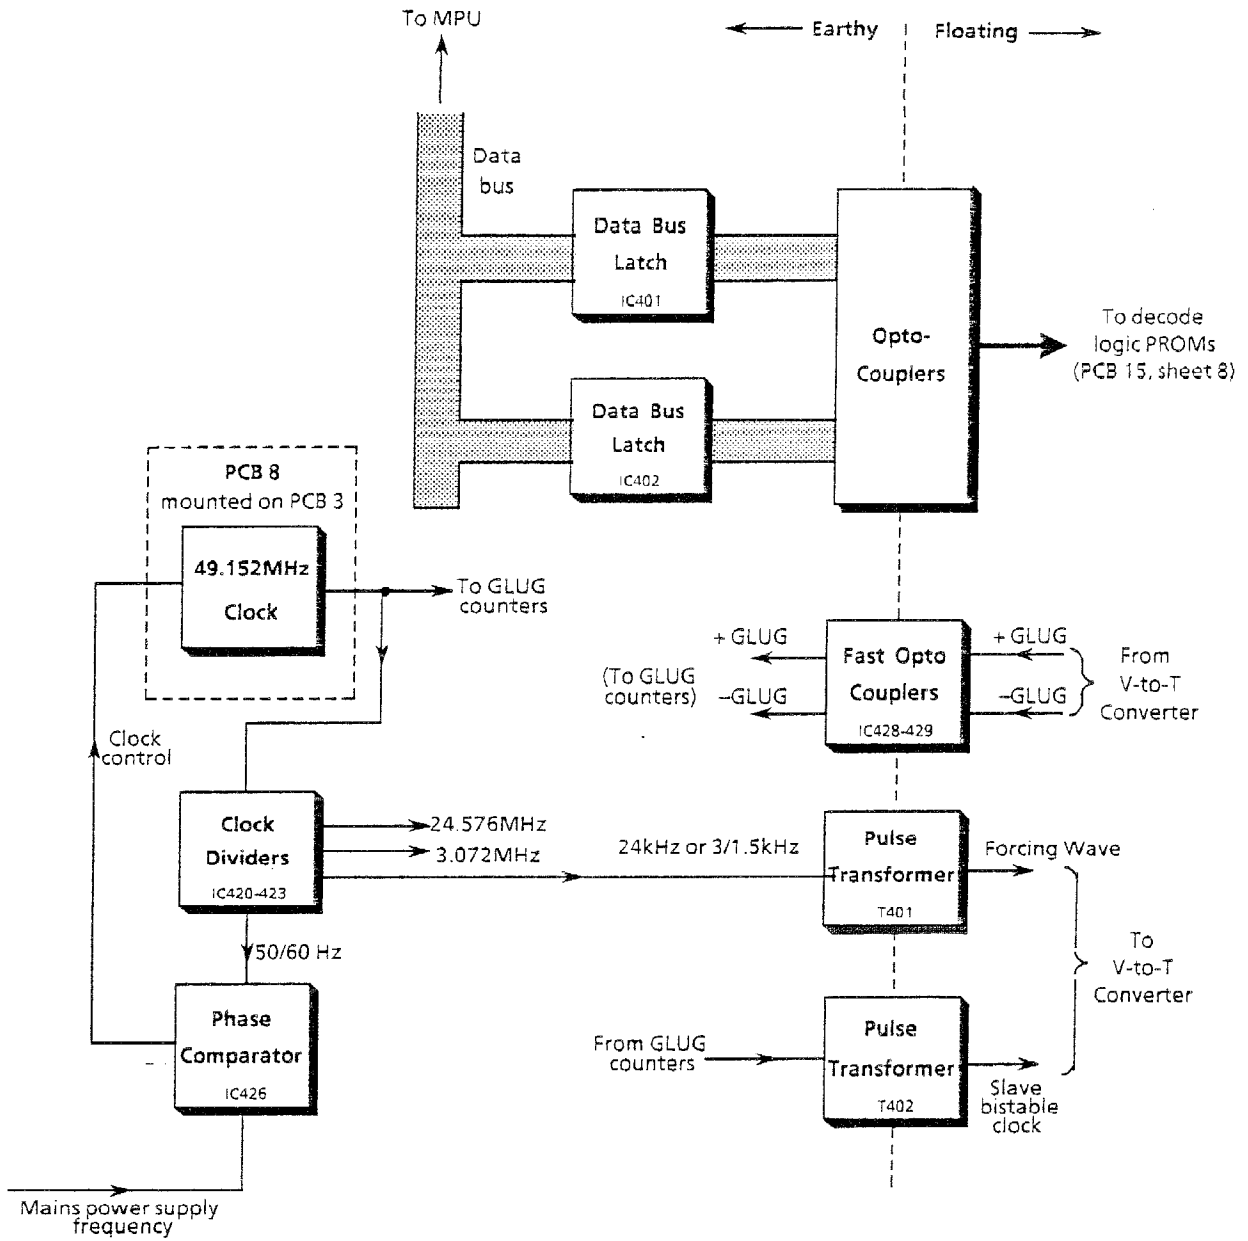 To MPU
Earthy
Floating
Data
bus
Data Bus
Latch
IC401
Opto-
Couplers
To decode
logic PROMs
(PCB 15, sheet 8)
Data Bus
Latch
IC402
PCB 8
mounted on PCB 3
49.152MHz
Clock
To GLUG
counters
+ GLUG
(To GLUG
counters)
–GLUG
Fast Opto
Couplers
IC428-429
+ GLUG
–GLUG
From
V-to-T
Converter
Clock
control
Clock
Dividers
IC420-423
24.576MHz
3.072MHz
24kHz or 3/1.5kHz
Pulse
Transformer
T401
Forcing Wave
50/60 Hz
To
V-to-T
Converter
Phase
Comparator
IC426
From GLUG
counters
Pulse
Transformer
T402
Slave
bistable
clock
Mains power supply
frequency